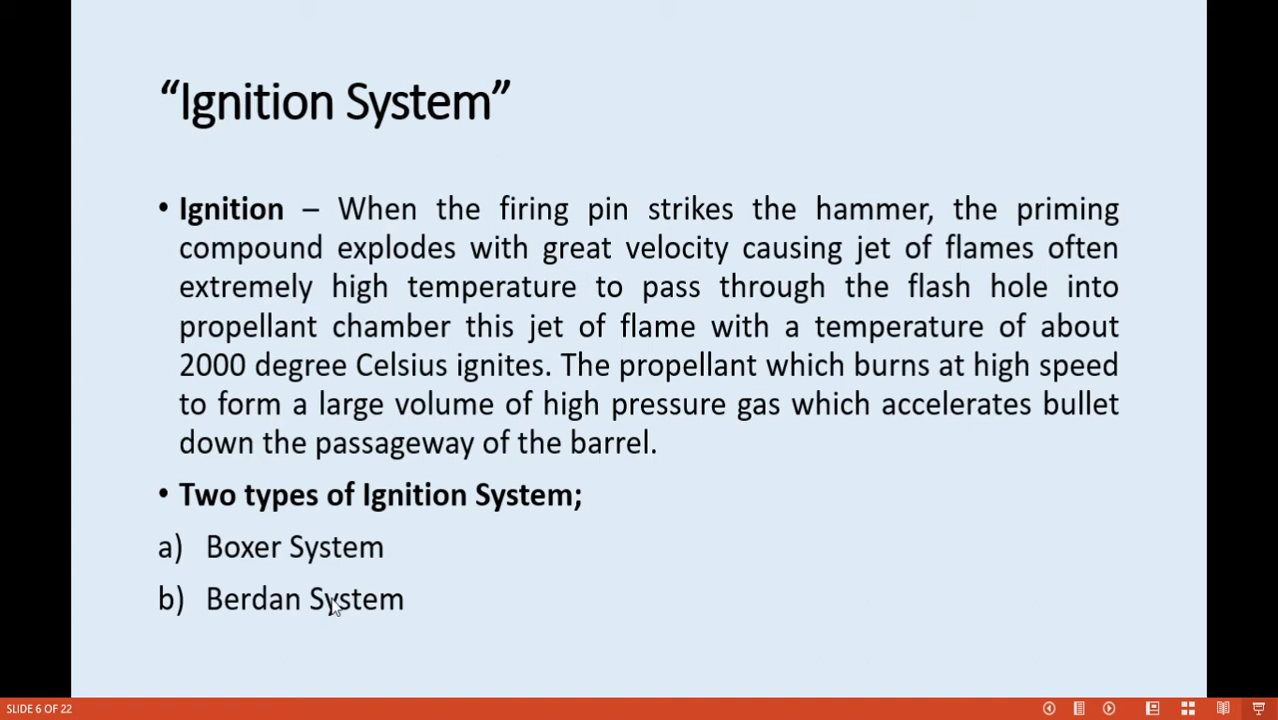 “Ignition System”
• Ignition – When the firing pin strikes the hammer, the priming
compound explodes with great velocity causing jet of flames often
extremely high temperature to pass through the flash hole into
propellant chamber this jet of flame with a temperature of about
2000 degree Celsius ignites. The propellant which burns at high speed
to form a large volume of high pressure gas which accelerates bullet
down the passageway of the barrel.
• Two types of Ignition System;
a) Boxer System
b) Berdan System
SLIDE 6 OF 22